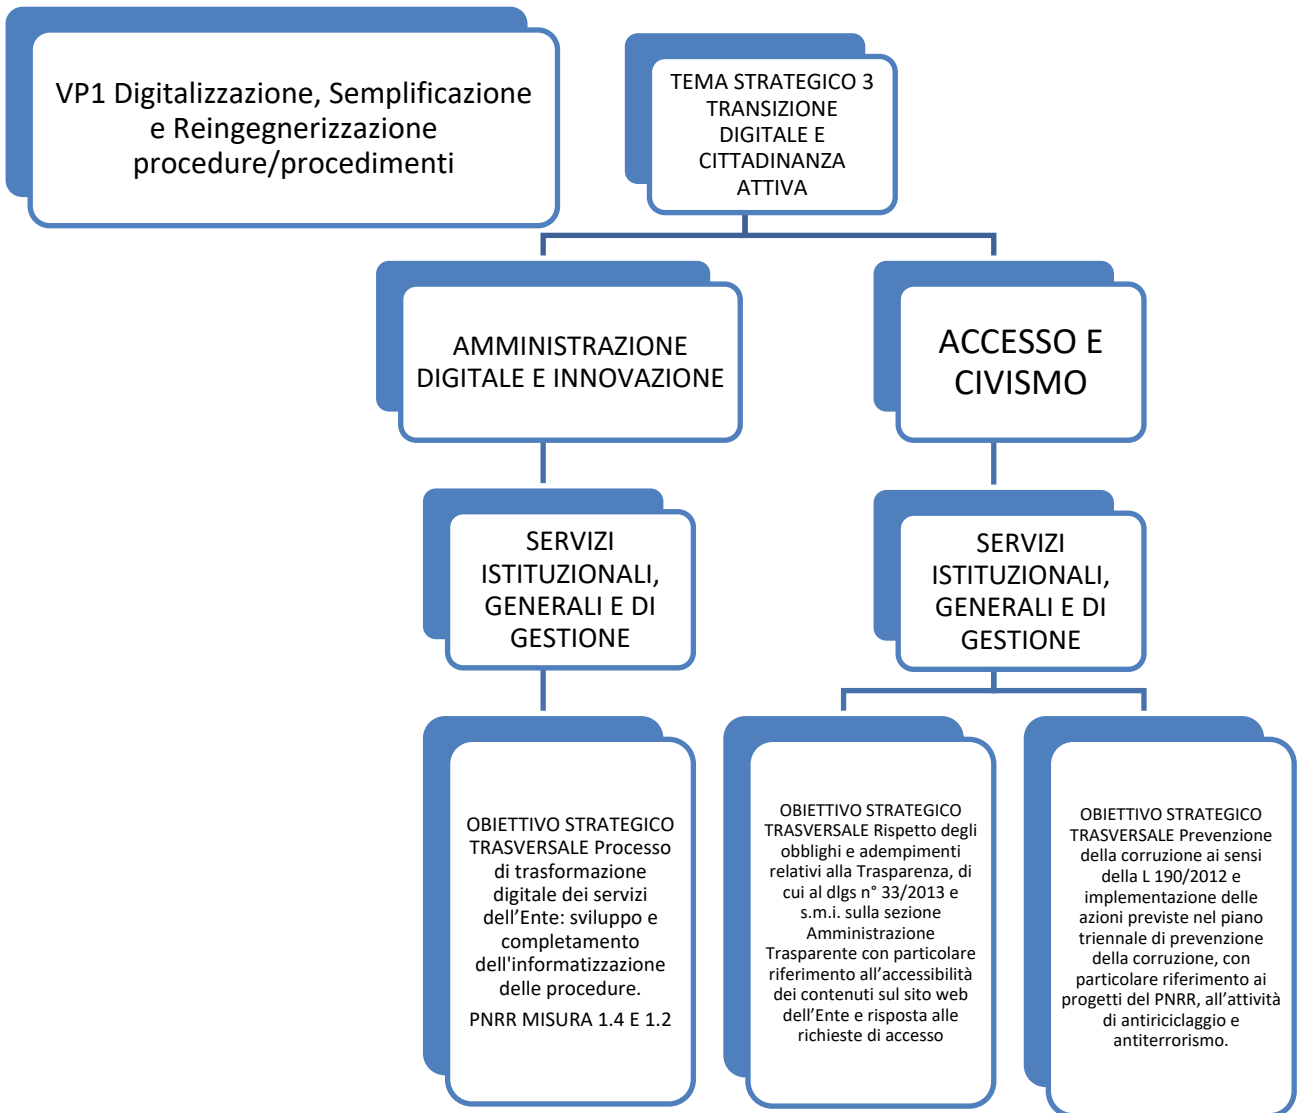 VP1 Digitalizzazione, Semplificazione
e Reingegnerizzazione
procedure/procedimenti
TEMA STRATEGICO 3
TRANSIZIONE
DIGITALE E
CITTADINANZA
ATTIVA
AMMINISTRAZIONE
DIGITALE E INNOVAZIONE
ACCESSO E
CIVISMO
SERVIZI
ISTITUZIONALI,
GENERALI E DI
GESTIONE
SERVIZI
ISTITUZIONALI,
GENERALI E DI
GESTIONE
OBIETTIVO STRATEGICO
TRASVERSALE Processo
di trasformazione
digitale dei servizi
dell’Ente: sviluppo e
completamento
dell'informatizzazione
delle procedure.
PNRR MISURA 1.4 E 1.2
OBIETTIVO STRATEGICO
TRASVERSALE Rispetto degli
obblighi e adempimenti
relativi alla Trasparenza, di
cui al dlgs n° 33/2013 e
s.m.i. sulla sezione
Amministrazione
Trasparente con particolare
riferimento all’accessibilità
dei contenuti sul sito web
dell’Ente e risposta alle
richieste di accesso
OBIETTIVO STRATEGICO
TRASVERSALE Prevenzione
della corruzione ai sensi
della L 190/2012 e
implementazione delle
azioni previste nel piano
triennale di prevenzione
della corruzione, con
particolare riferimento ai
progetti del PNRR, all’attività
di antiriciclaggio e
antiterrorismo.